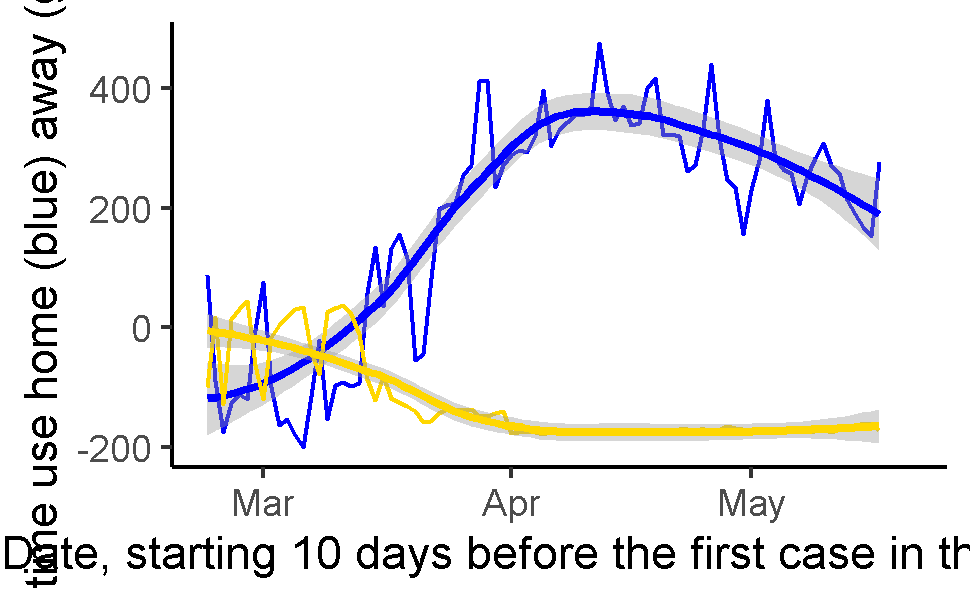 time use home (blue) away (
400
200
0
-200
Mar Apr May
Date, starting 10 days before the first case in th